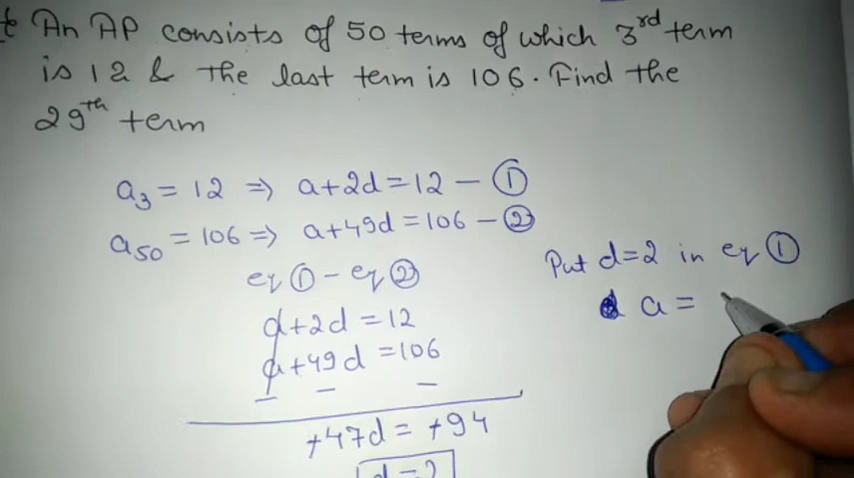 An AP consists of 50 terms of which 3rd term
is 12 & the last term is 106. Find the
29th term
a3 = 12 => a+2d=12 - ①
a50 = 106 => a+49d=106 - ②
eq ① - eq ②
a+2d=12
a+49d=106
- - -
+47d = +94
d=2
Put d=2 in eq ①
a =